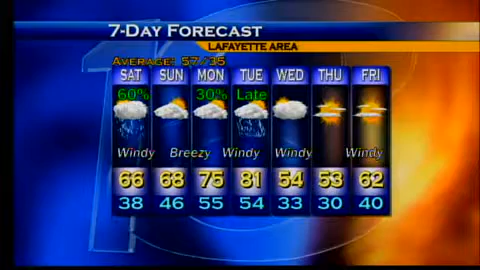 7-DAY FORECAST
LAFAYETTE AREA
AVERAGE: 57/35
SAT SUN MON TUE WED THU FRI
60% 30% Late
Windy Breezy Windy Windy Windy
66 68 75 81 54 53 62
38 46 55 54 33 30 40